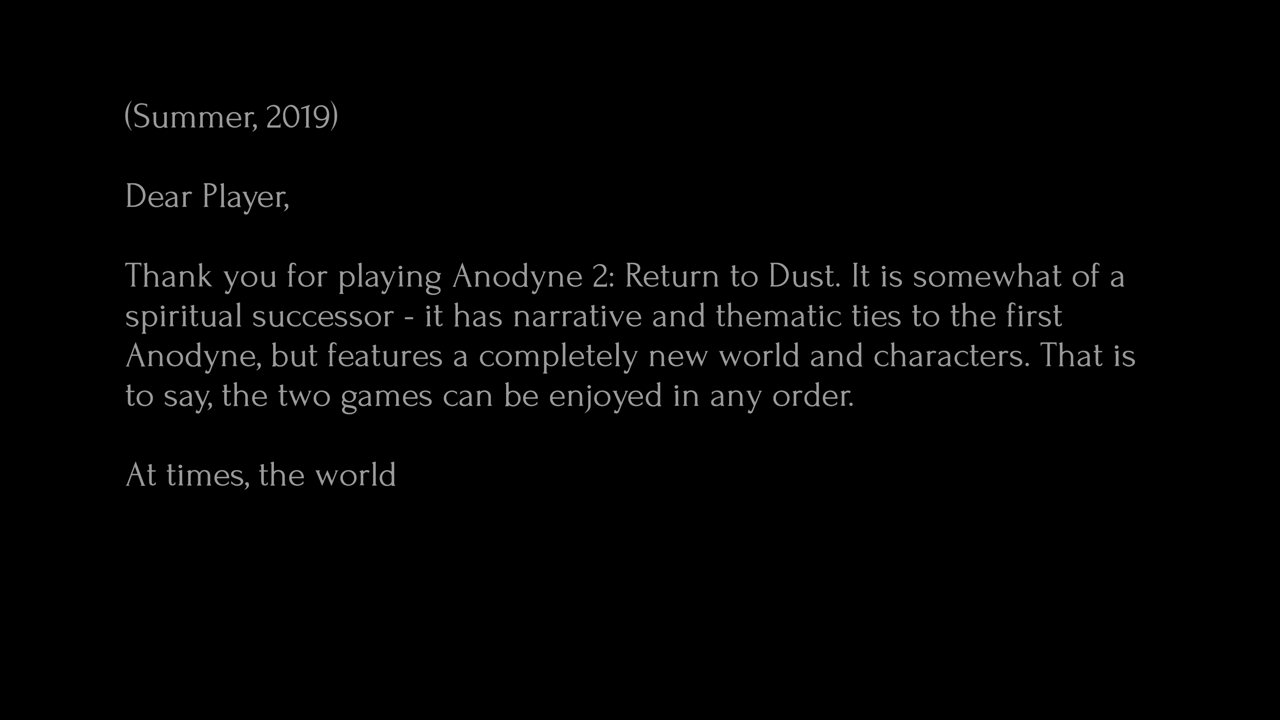 (Summer, 2019)
Dear Player,
Thank you for playing Anodyne 2: Return to Dust. It is somewhat of a
spiritual successor - it has narrative and thematic ties to the first
Anodyne, but features a completely new world and characters. That is
to say, the two games can be enjoyed in any order.
At times, the world